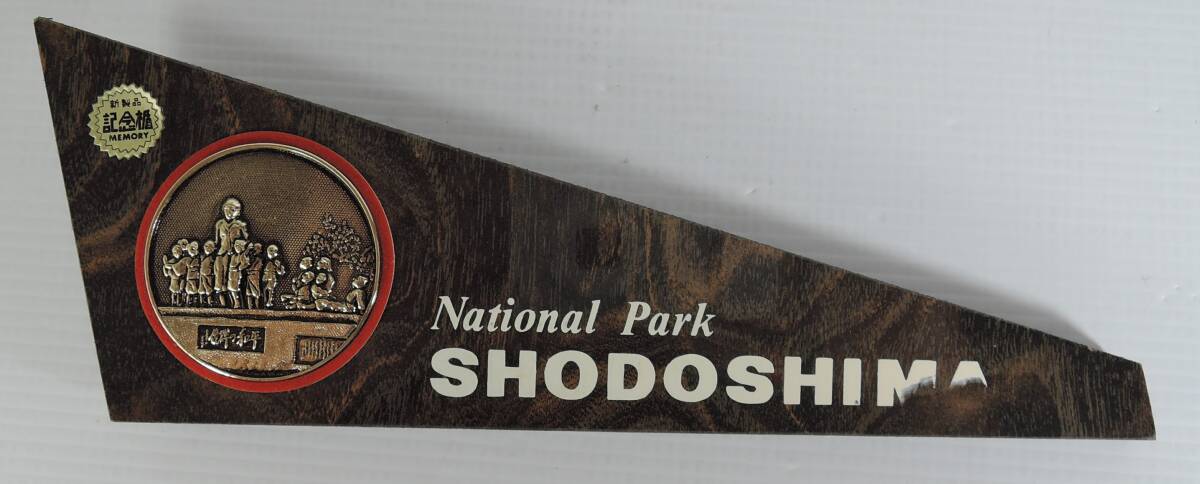 新製品
記念楯
MEMORY
National Park
SHODOSHIMA